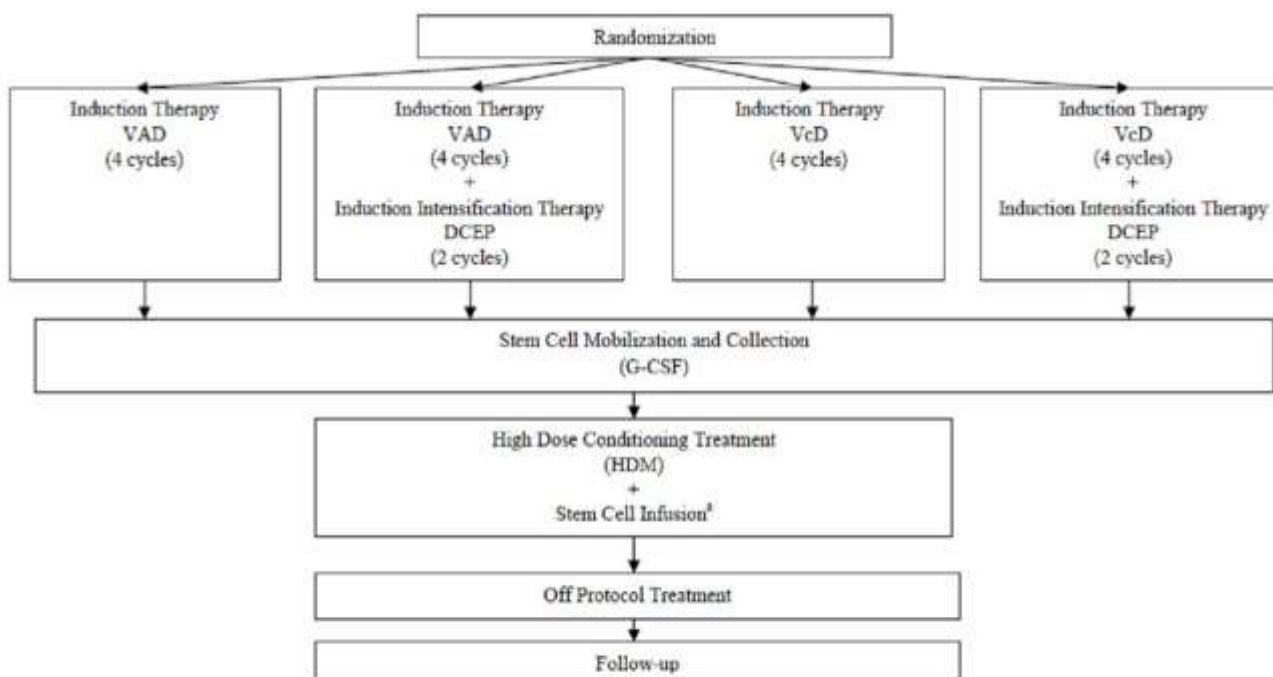 Randomization
Induction Therapy
VAD
(4 cycles)
Induction Therapy
VAD
(4 cycles)
+
Induction Intensification Therapy
DCEP
(2 cycles)
Induction Therapy
VcD
(4 cycles)
Induction Therapy
VcD
(4 cycles)
+
Induction Intensification Therapy
DCEP
(2 cycles)
Stem Cell Mobilization and Collection
(G-CSF)
High Dose Conditioning Treatment
(HDM)
+
Stem Cell Infusionª
Off Protocol Treatment
Follow-up